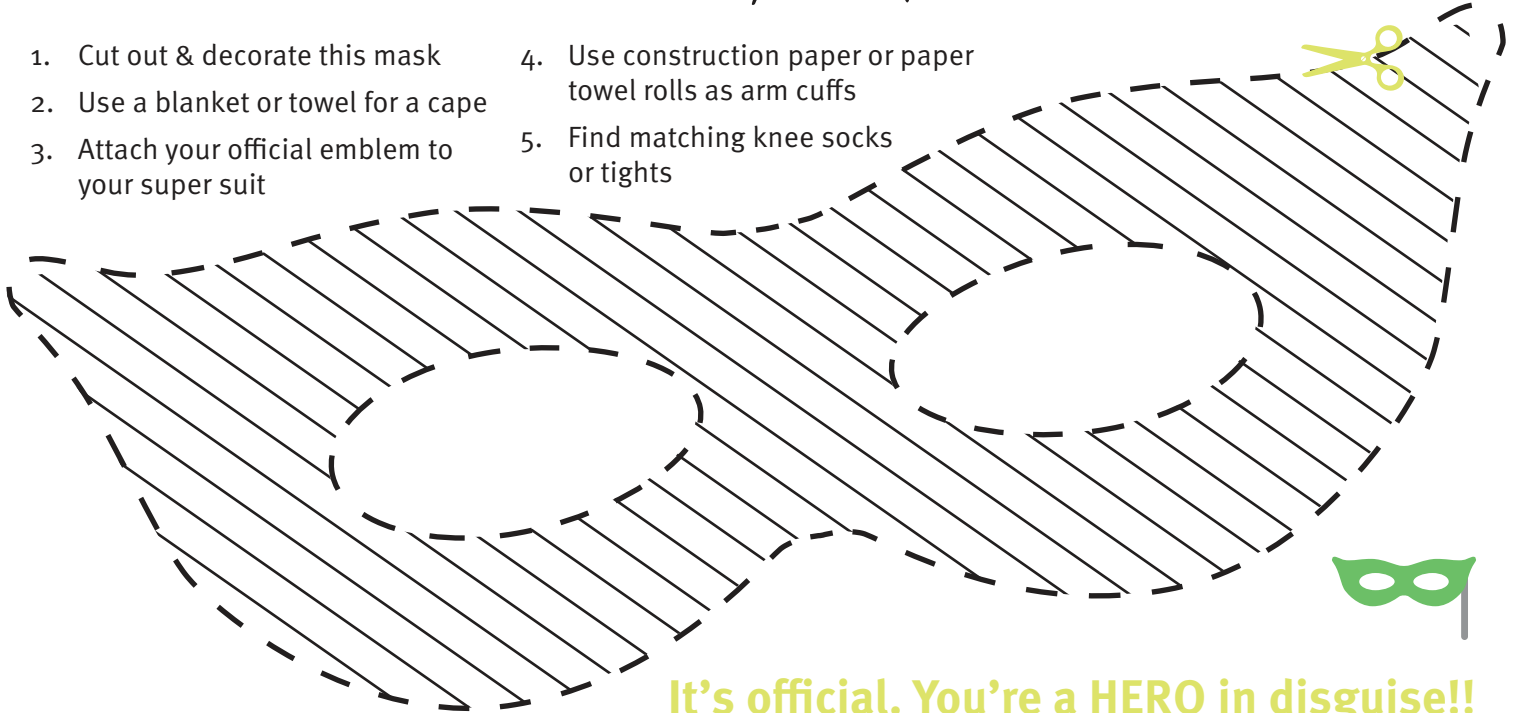 1. Cut out & decorate this mask
2. Use a blanket or towel for a cape
3. Attach your official emblem to
your super suit
4. Use construction paper or paper
towel rolls as arm cuffs
5. Find matching knee socks
or tights
It's official. You're a HERO in disguise!!